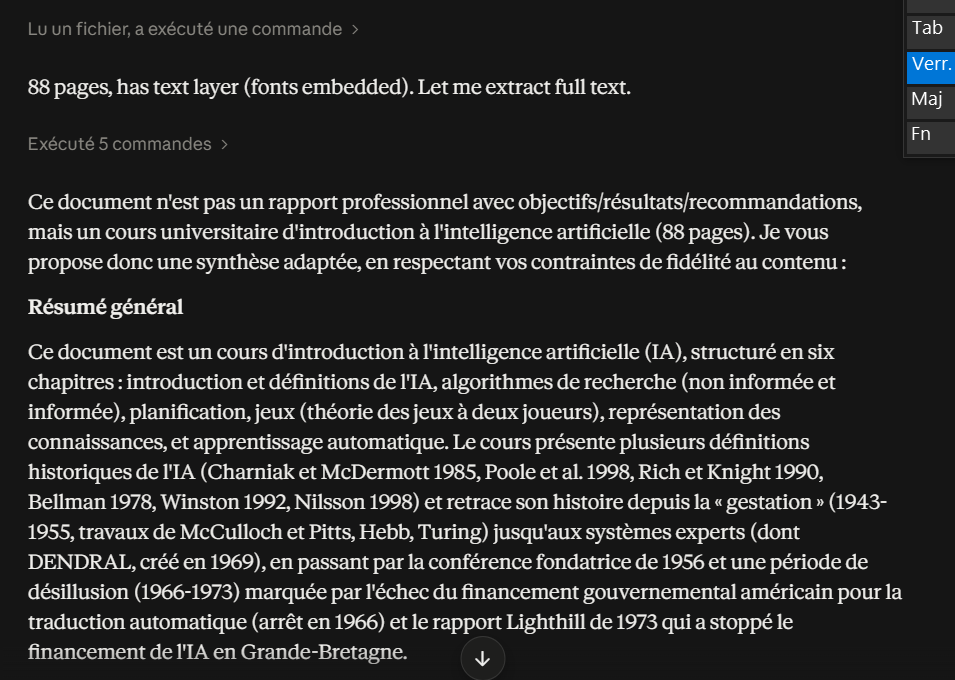 Lu un fichier, a exécuté une commande >
Tab
Verr.
88 pages, has text layer (fonts embedded). Let me extract full text.
Maj
Fn
Exécuté 5 commandes >
Ce document n'est pas un rapport professionnel avec objectifs/résultats/recommandations,
mais un cours universitaire d'introduction à l'intelligence artificielle (88 pages). Je vous
propose donc une synthèse adaptée, en respectant vos contraintes de fidélité au contenu :
Résumé général
Ce document est un cours d'introduction à l'intelligence artificielle (IA), structuré en six
chapitres : introduction et définitions de l'IA, algorithmes de recherche (non informée et
informée), planification, jeux (théorie des jeux à deux joueurs), représentation des
connaissances, et apprentissage automatique. Le cours présente plusieurs définitions
historiques de l'IA (Charniak et McDermott 1985, Poole et al. 1998, Rich et Knight 1990,
Bellman 1978, Winston 1992, Nilsson 1998) et retrace son histoire depuis la « gestation » (1943-
1955, travaux de McCulloch et Pitts, Hebb, Turing) jusqu'aux systèmes experts (dont
DENDRAL, créé en 1969), en passant par la conférence fondatrice de 1956 et une période de
désillusion (1966-1973) marquée par l'échec du financement gouvernemental américain pour la
traduction automatique (arrêt en 1966) et le rapport Lighthill de 1973 qui a stoppé le
financement de l'IA en Grande-Bretagne.